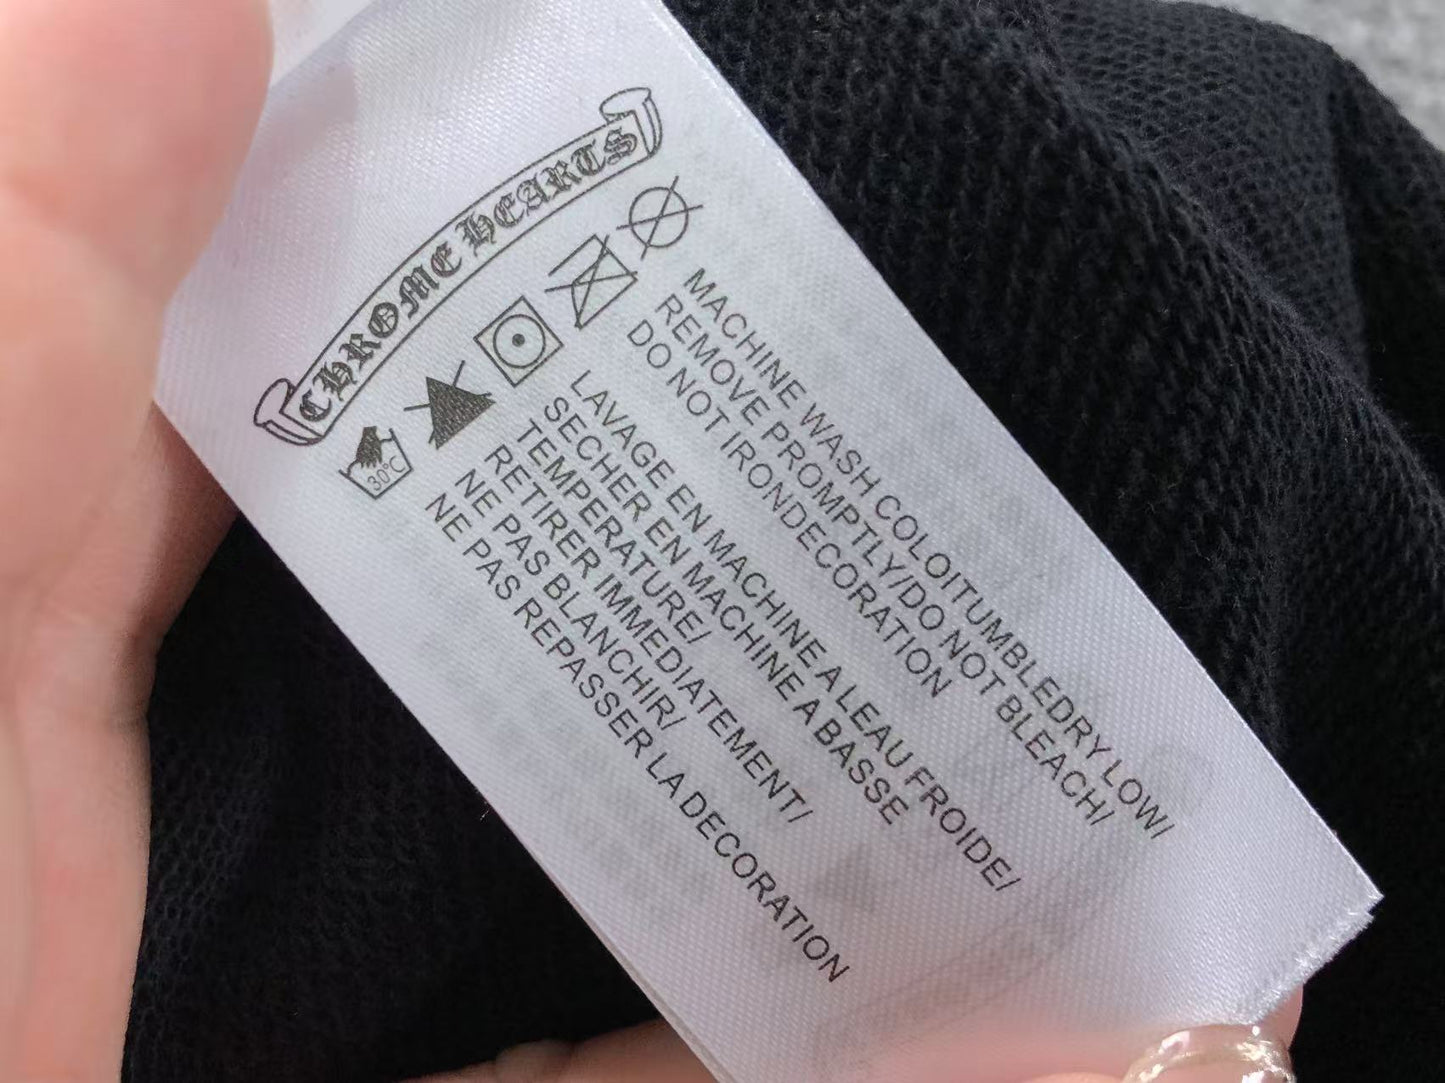 CHROME HEARTS
30°C
MACHINE WASH COLOITUMBLEDRY LOW/
REMOVE PROMPTLY/DO NOT BLEACH/
DO NOT IRONDECORATION
LAVAGE EN MACHINE A LEAU FROIDE/
SECHER EN MACHINE A BASSE
TEMPERATURE/
RETIRER IMMEDIATEMENT/
NE PAS BLANCHIR/
NE PAS REPASSER LA DECORATION